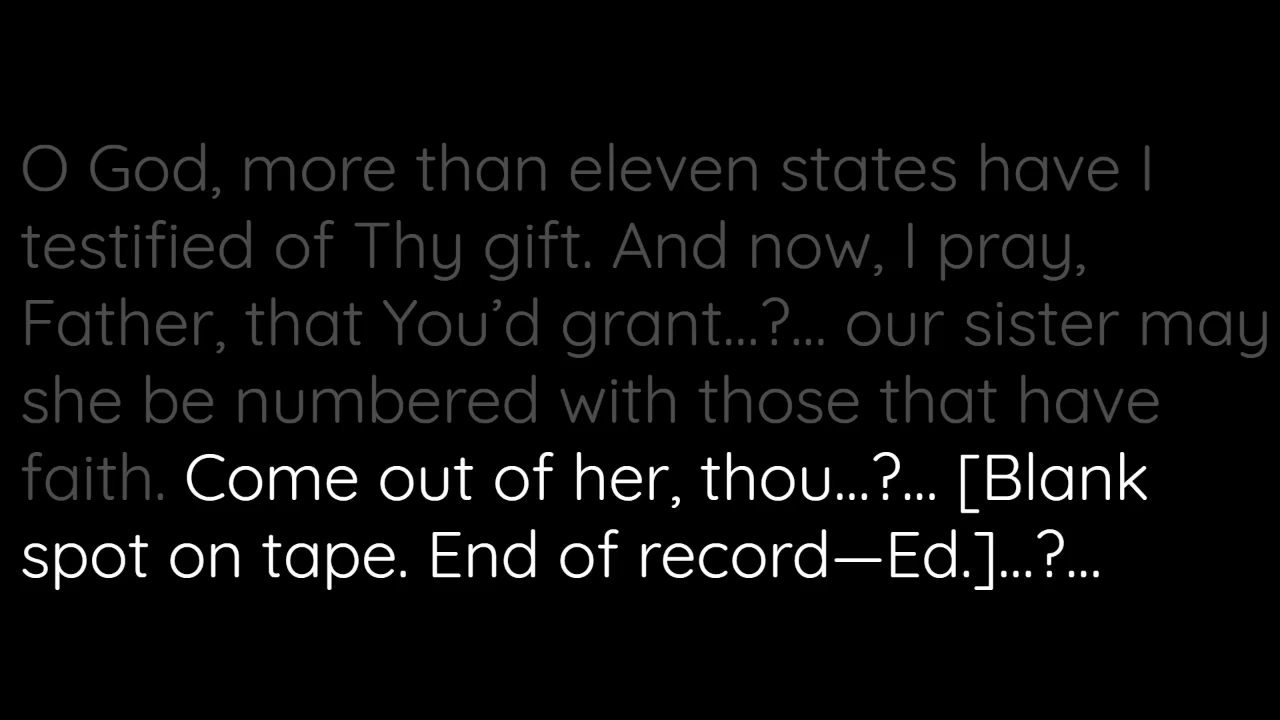 O God, more than eleven states have I
testified of Thy gift. And now, I pray,
Father, that You’d grant...?... our sister may
she be numbered with those that have
faith. Come out of her, thou...?... [Blank
spot on tape. End of record—Ed.]...?...